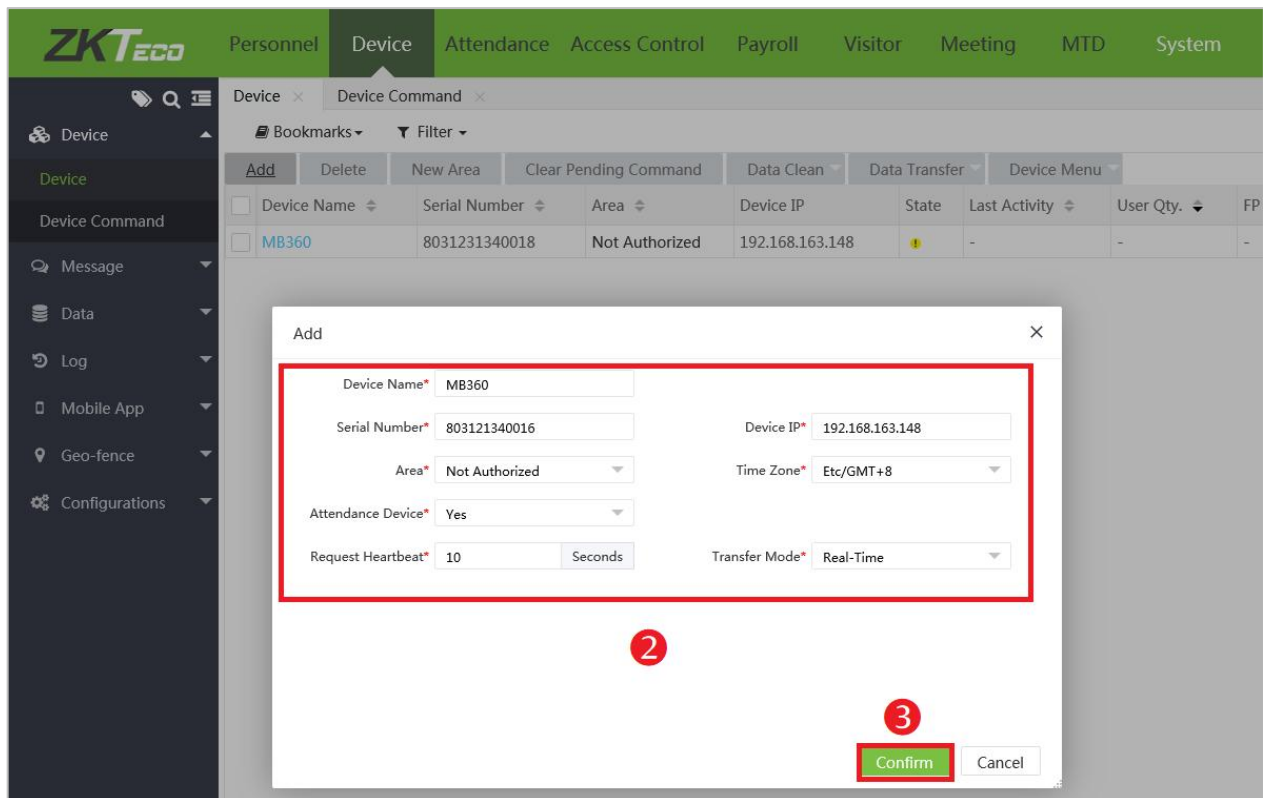 ZKTeco Personnel Device Attendance Access Control Payroll Visitor Meeting MTD System
Device Device Command
Device
Bookmarks Filter
Add Delete New Area Clear Pending Command Data Clean Data Transfer Device Menu
Device
Device Name Serial Number Area Device IP State Last Activity User Qty. FP
Device Command
MB360 8031231340018 Not Authorized 192.168.163.148 - - -
Message
Data
Log
Mobile App
Geo-fence
Configurations
Add
Device Name* MB360
Serial Number* 803121340016 Device IP* 192.168.163.148
Area* Not Authorized Time Zone* Etc/GMT+8
Attendance Device* Yes
Request Heartbeat* 10 Seconds Transfer Mode* Real-Time
2
3
Confirm Cancel